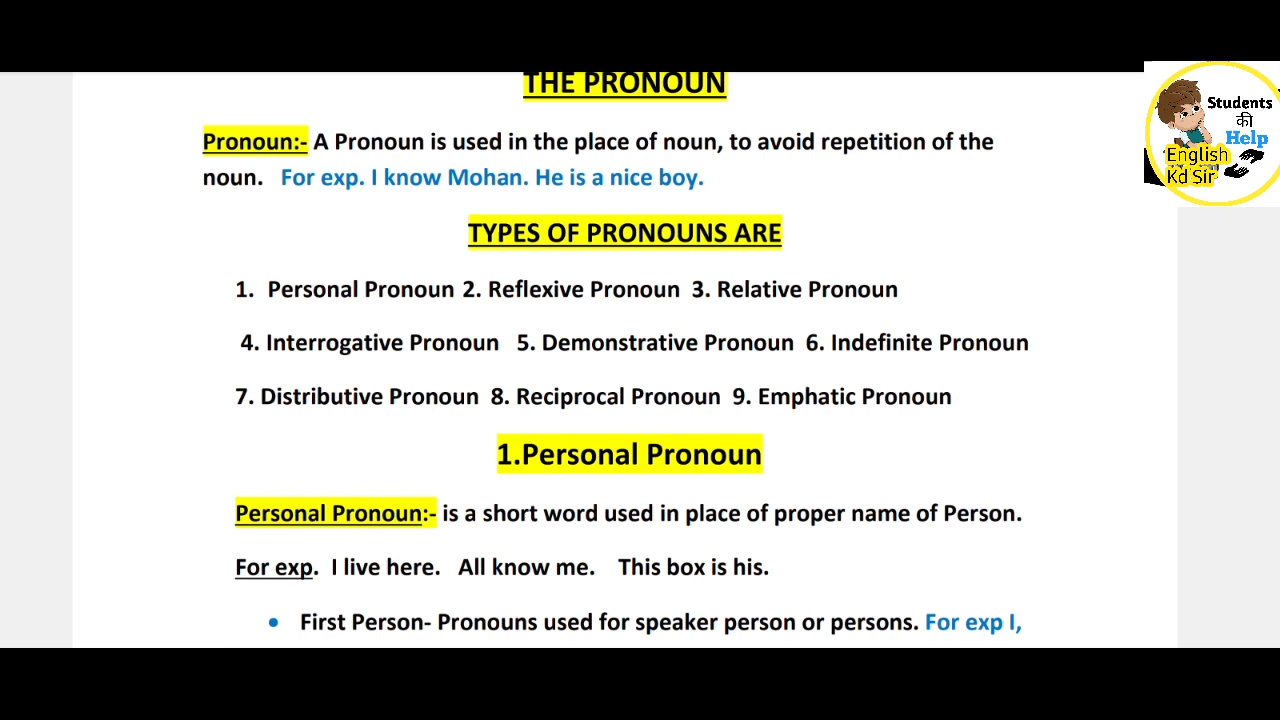 THE PRONOUN
Students
की
Help
English
Kd Sir
Pronoun:- A Pronoun is used in the place of noun, to avoid repetition of the
noun. For exp. I know Mohan. He is a nice boy.
TYPES OF PRONOUNS ARE
1. Personal Pronoun 2. Reflexive Pronoun 3. Relative Pronoun
4. Interrogative Pronoun 5. Demonstrative Pronoun 6. Indefinite Pronoun
7. Distributive Pronoun 8. Reciprocal Pronoun 9. Emphatic Pronoun
1.Personal Pronoun
Personal Pronoun:- is a short word used in place of proper name of Person.
For exp. I live here. All know me. This box is his.
• First Person- Pronouns used for speaker person or persons. For exp I,